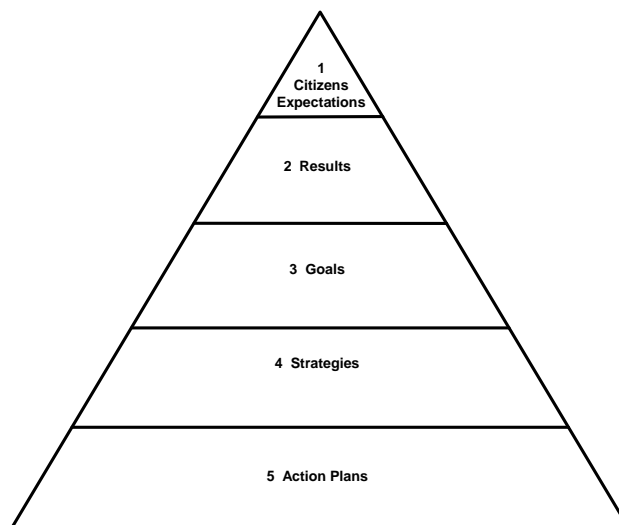 1
Citizens
Expectations
2 Results
3 Goals
4 Strategies
5 Action Plans